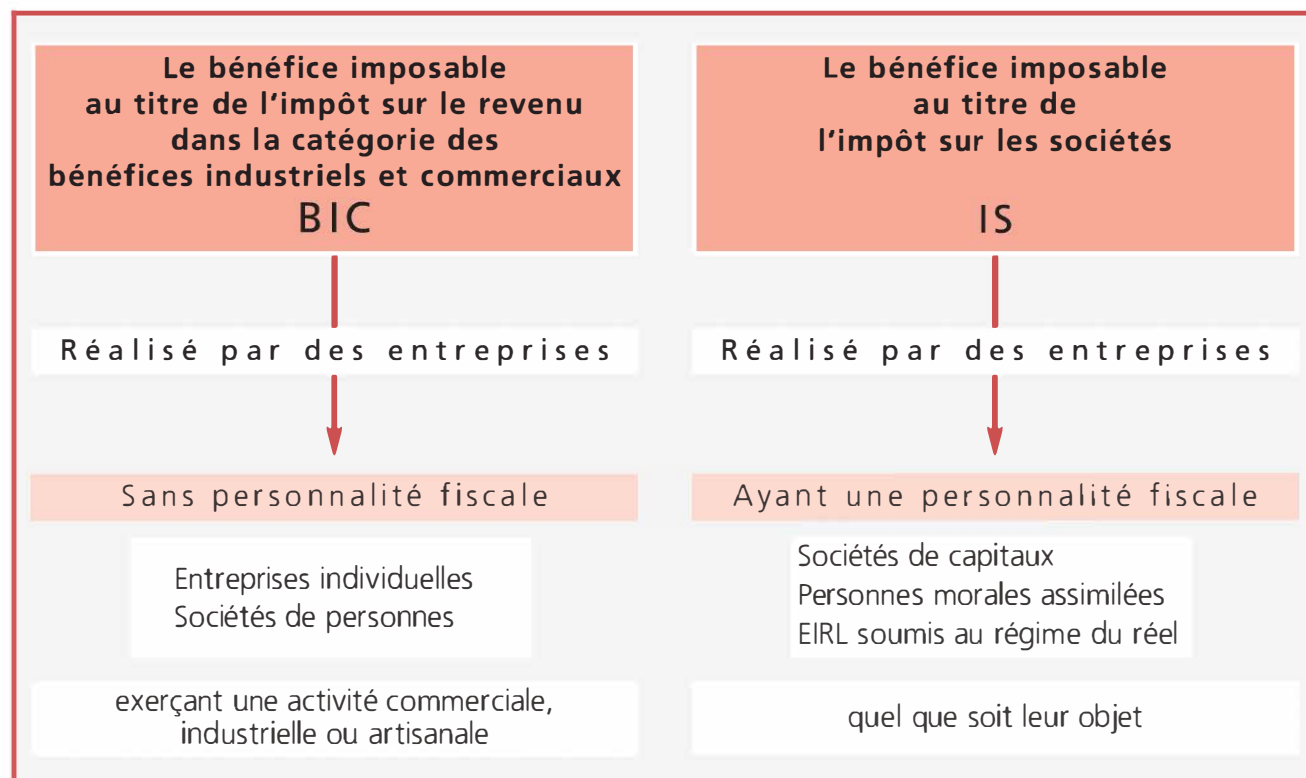 Le bénéfice imposable
au titre de l'impôt sur le revenu
dans la catégorie des
bénéfices industriels et commerciaux
BIC
Réalisé par des entreprises
Sans personnalité fiscale
Entreprises individuelles
Sociétés de personnes
exerçant une activité commerciale,
industrielle ou artisanale
Le bénéfice imposable
au titre de
l'impôt sur les sociétés
IS
Réalisé par des entreprises
Ayant une personnalité fiscale
Sociétés de capitaux
Personnes morales assimilées
EIRL soumis au régime du réel
quel que soit leur objet